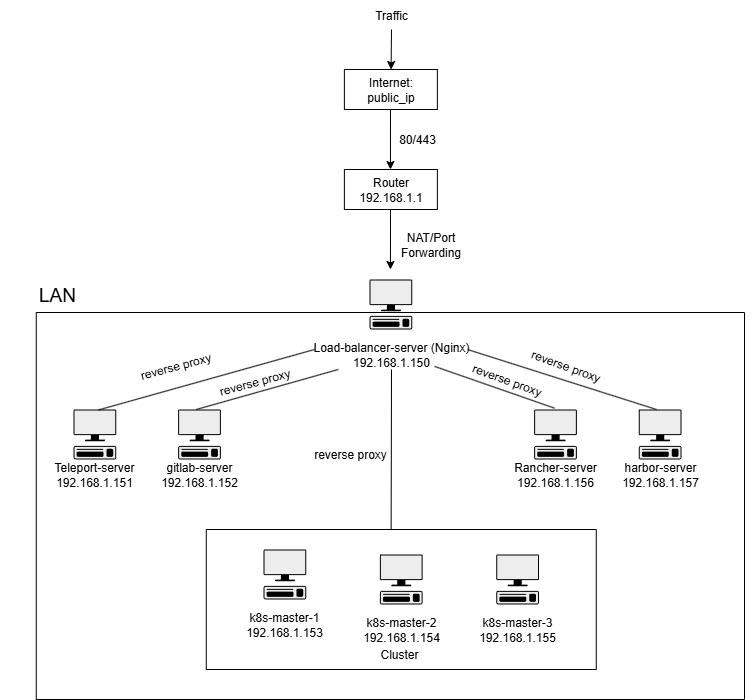 Traffic
Internet:
public_ip
80/443
Router
192.168.1.1
NAT/Port
Forwarding
LAN
Load-balancer-server (Nginx)
192.168.1.150
reverse proxy
reverse proxy
reverse proxy
reverse proxy
reverse proxy
Teleport-server
192.168.1.151
gitlab-server
192.168.1.152
Rancher-server
192.168.1.156
harbor-server
192.168.1.157
k8s-master-1
192.168.1.153
k8s-master-2
192.168.1.154
k8s-master-3
192.168.1.155
Cluster